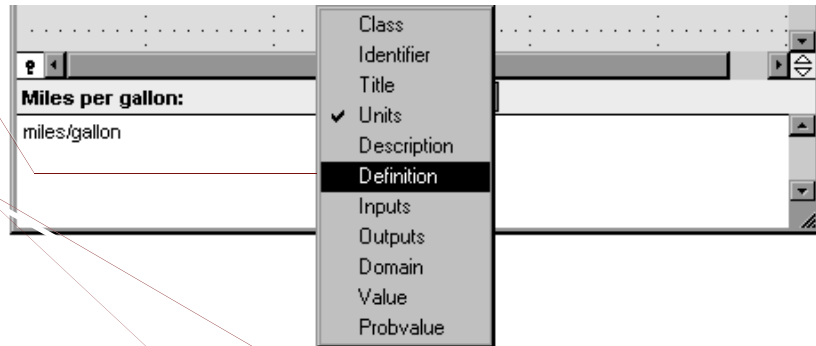 Class
Identifier
Title
Miles per gallon:
Units
miles/gallon
Description
Definition
Inputs
Outputs
Domain
Value
Probvalue